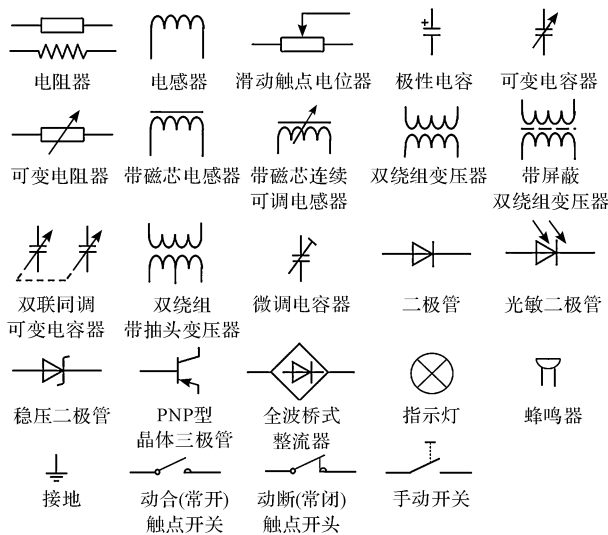 电阻器 电感器 滑动触点电位器 极性电容 可变电容器
可变电阻器 带磁芯电感器 带磁芯连续 双绕组变压器 带屏蔽
可调电感器 双绕组变压器
双联同调 双绕组 微调电容器 二极管 光敏二极管
可变电容器 带抽头变压器
稳压二极管 PNP型 全波桥式 指示灯 蜂鸣器
晶体三极管 整流器
接地 动合(常开) 动断(常闭) 手动开关
触点开关 触点开头